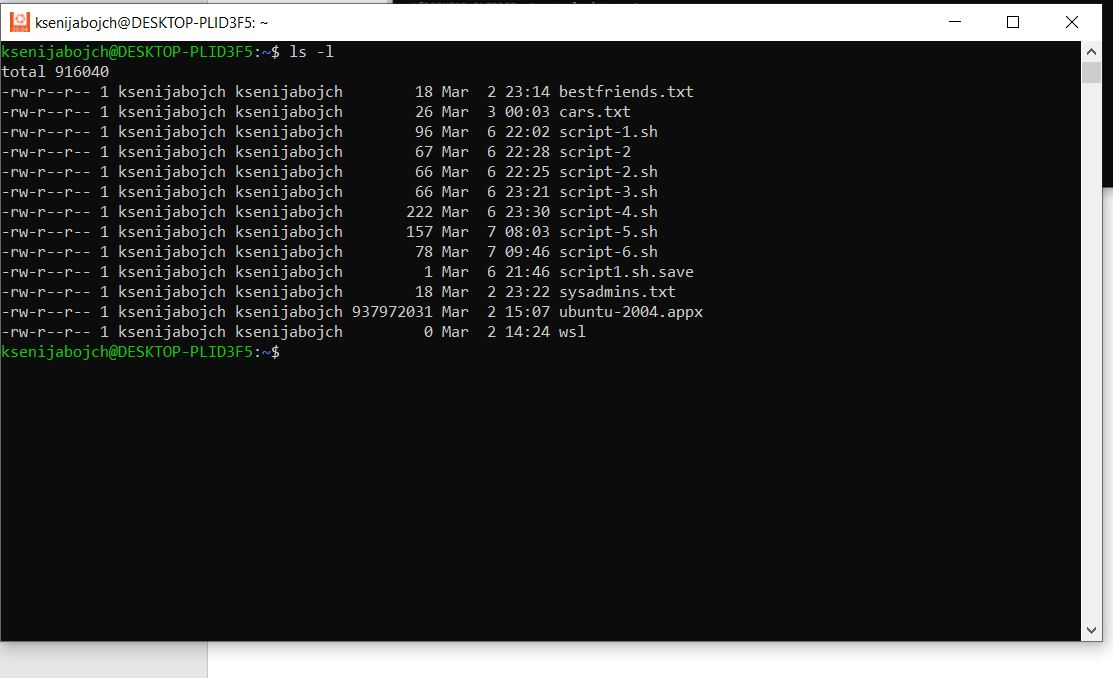 ksenijabojch@DESKTOP-PLID3F5: ~
ksenijabojch@DESKTOP-PLID3F5:~$ ls -l
total 916040
-rw-r--r-- 1 ksenijabojch ksenijabojch        18 Mar  2 23:14 bestfriends.txt
-rw-r--r-- 1 ksenijabojch ksenijabojch        26 Mar  3 00:03 cars.txt
-rw-r--r-- 1 ksenijabojch ksenijabojch        96 Mar  6 22:02 script-1.sh
-rw-r--r-- 1 ksenijabojch ksenijabojch        67 Mar  6 22:28 script-2
-rw-r--r-- 1 ksenijabojch ksenijabojch        66 Mar  6 22:25 script-2.sh
-rw-r--r-- 1 ksenijabojch ksenijabojch        66 Mar  6 23:21 script-3.sh
-rw-r--r-- 1 ksenijabojch ksenijabojch       222 Mar  6 23:30 script-4.sh
-rw-r--r-- 1 ksenijabojch ksenijabojch       157 Mar  7 08:03 script-5.sh
-rw-r--r-- 1 ksenijabojch ksenijabojch        78 Mar  7 09:46 script-6.sh
-rw-r--r-- 1 ksenijabojch ksenijabojch         1 Mar  6 21:46 script1.sh.save
-rw-r--r-- 1 ksenijabojch ksenijabojch        18 Mar  2 23:22 sysadmins.txt
-rw-r--r-- 1 ksenijabojch ksenijabojch 937972031 Mar  2 15:07 ubuntu-2004.appx
-rw-r--r-- 1 ksenijabojch ksenijabojch         0 Mar  2 14:24 wsl
ksenijabojch@DESKTOP-PLID3F5:~$